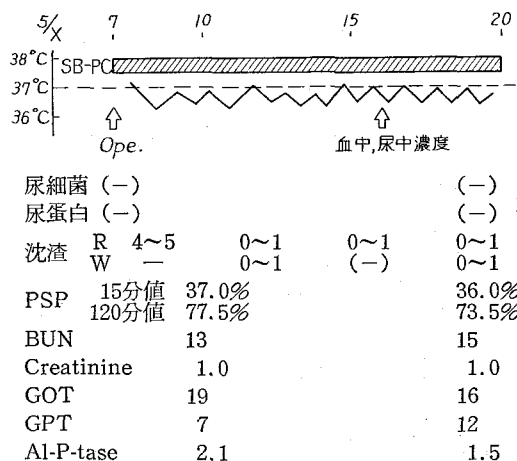 5/X 7 10 15 20
38°C SB-PC
37°C
36°C
Ope. 血中,尿中濃度
尿細菌 (−) (−)
尿蛋白 (−) (−)
沈渣 R 4~5 0~1 0~1 0~1
W — 0~1 (−) 0~1
PSP 15分値 37.0% 36.0%
120分値 77.5% 73.5%
BUN 13 15
Creatinine 1.0 1.0
GOT 19 16
GPT 7 12
Al-P-tase 2.1 1.5